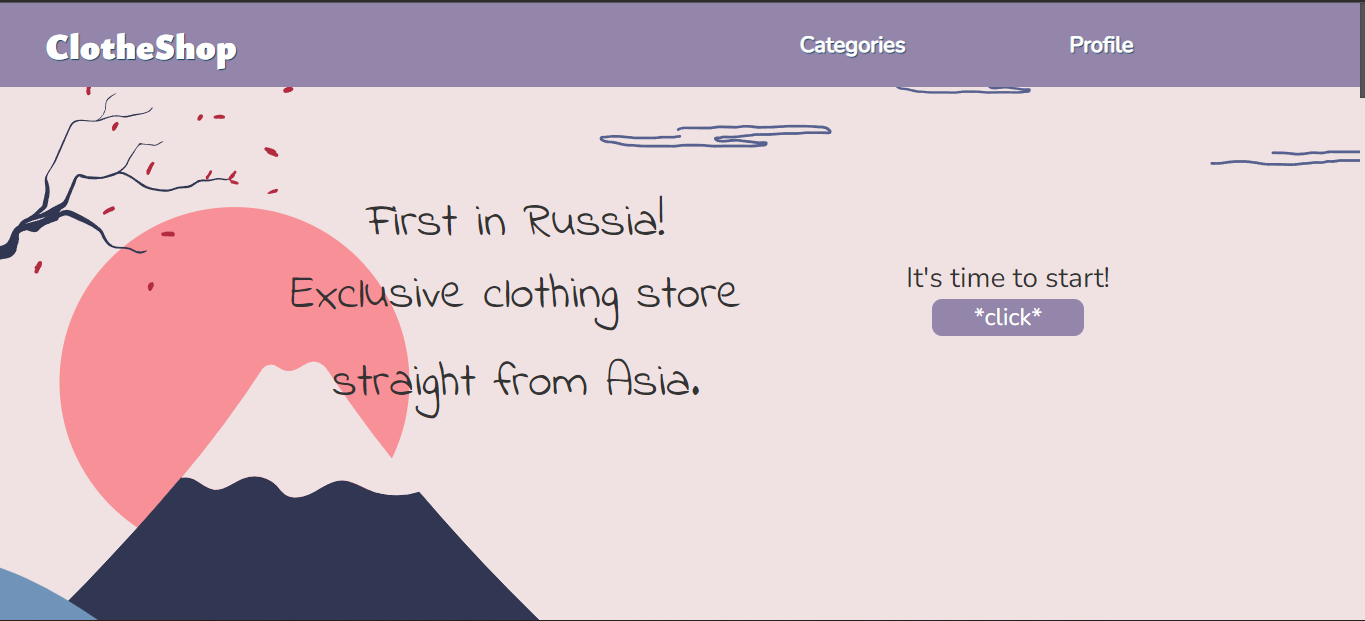 ClotheShop
Categories
Profile
First in Russia!
Exclusive clothing store
straight from Asia.
It's time to start!
*click*